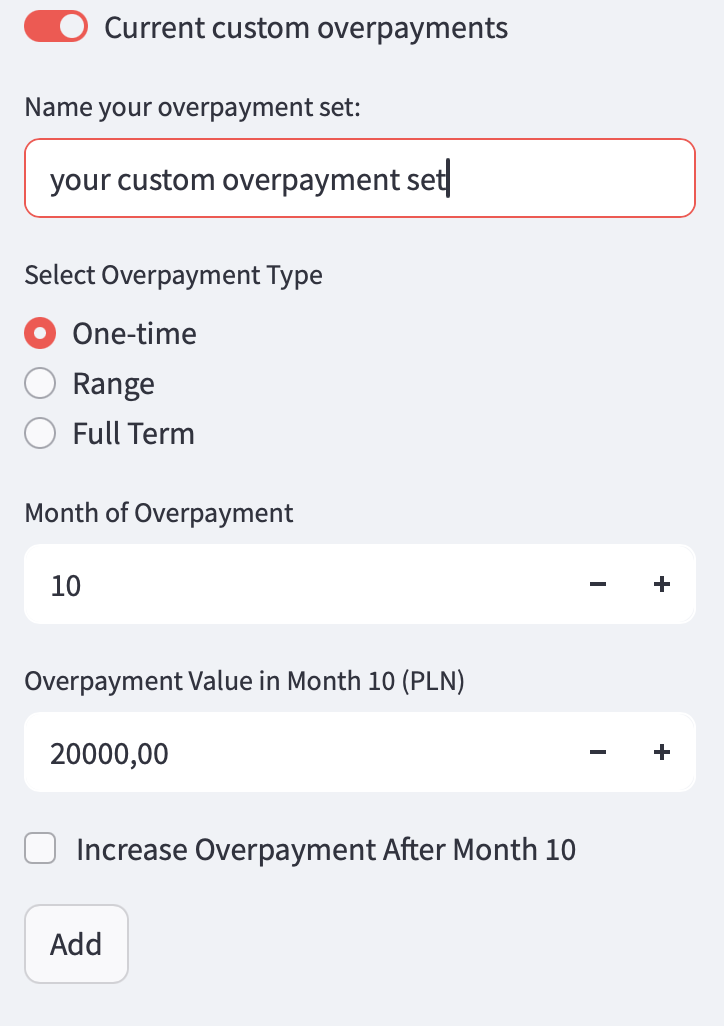 Current custom overpayments
Name your overpayment set:
your custom overpayment set
Select Overpayment Type
One-time
Range
Full Term
Month of Overpayment
10
Overpayment Value in Month 10 (PLN)
20000,00
Increase Overpayment After Month 10
Add